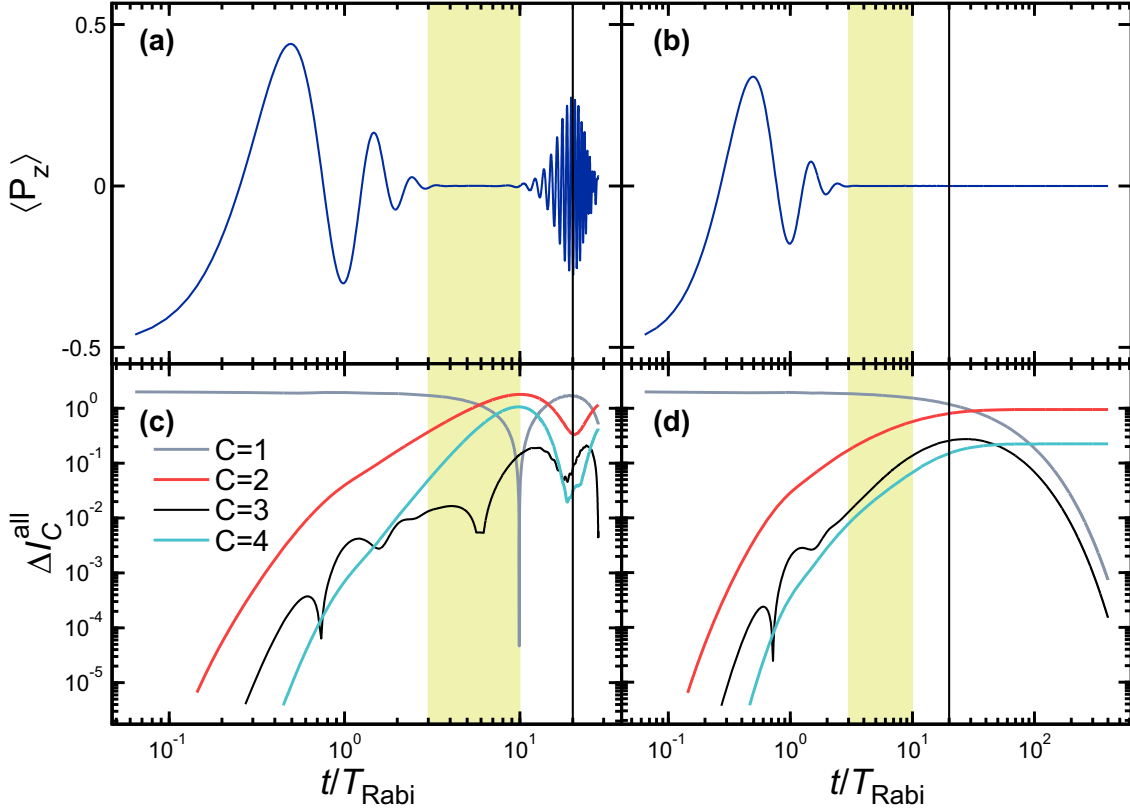 (a)
(b)
0.5
0
-0.5
⟨P_z⟩
(c)
(d)
C=1
C=2
C=3
C=4
10^0
10^-1
10^-2
10^-3
10^-4
10^-5
ΔI_C^all
10^-1 10^0 10^1
10^-1 10^0 10^1 10^2
t/T_Rabi
t/T_Rabi